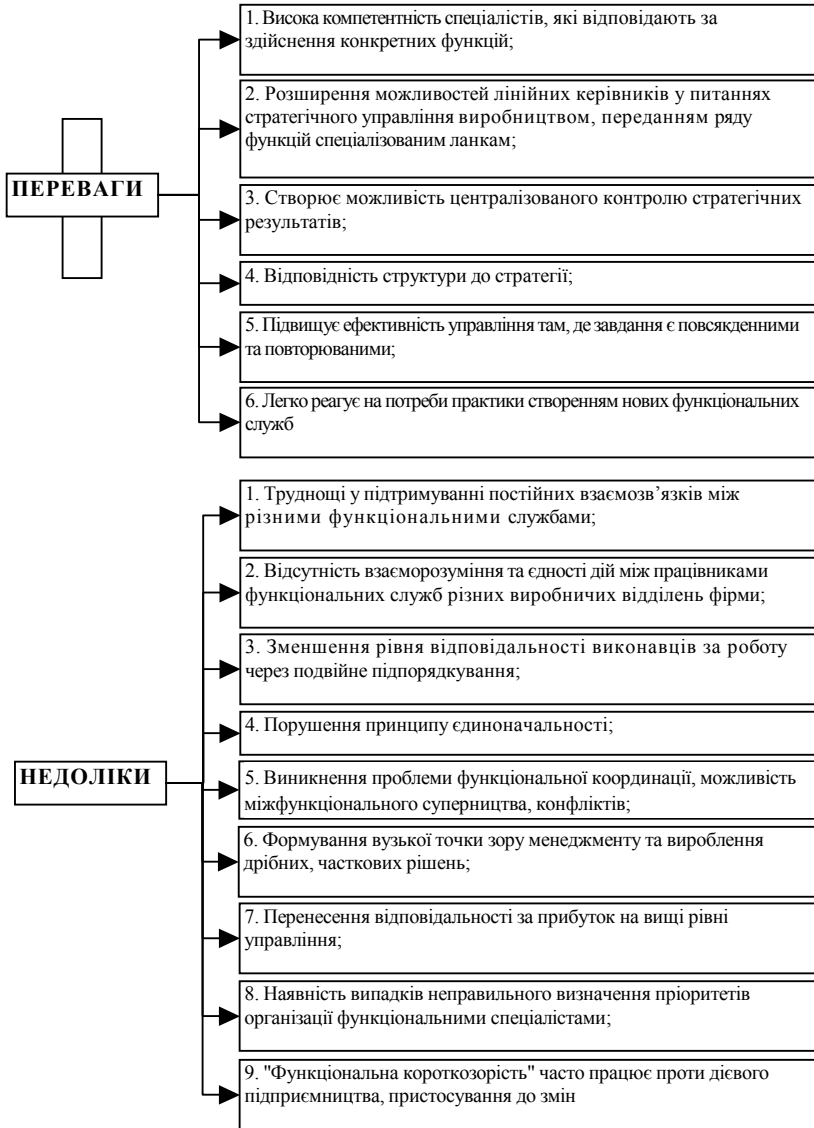 ПЕРЕВАГИ
1. Висока компетентність спеціалістів, які відповідають за
здійснення конкретних функцій;
2. Розширення можливостей лінійних керівників у питаннях
стратегічного управління виробництвом, переданням ряду
функцій спеціалізованим ланкам;
3. Створює можливість централізованого контролю стратегічних
результатів;
4. Відповідність структури до стратегії;
5. Підвищує ефективність управління там, де завдання є повсякденними
та повторюваними;
6. Легко реагує на потреби практики створенням нових функціональних
служб
НЕДОЛІКИ
1. Труднощі у підтримуванні постійних взаємозв’язків між
різними функціональними службами;
2. Відсутність взаєморозуміння та єдності дій між працівниками
функціональних служб різних виробничих відділень фірми;
3. Зменшення рівня відповідальності виконавців за роботу
через подвійне підпорядкування;
4. Порушення принципу єдиноначальності;
5. Виникнення проблеми функціональної координації, можливість
міжфункціонального суперництва, конфліктів;
6. Формування вузької точки зору менеджменту та вироблення
дрібних, часткових рішень;
7. Перенесення відповідальності за прибуток на вищі рівні
управління;
8. Наявність випадків неправильного визначення пріоритетів
організації функціональними спеціалістами;
9. "Функціональна короткозорість" часто працює проти дієвого
підприємництва, пристосування до змін